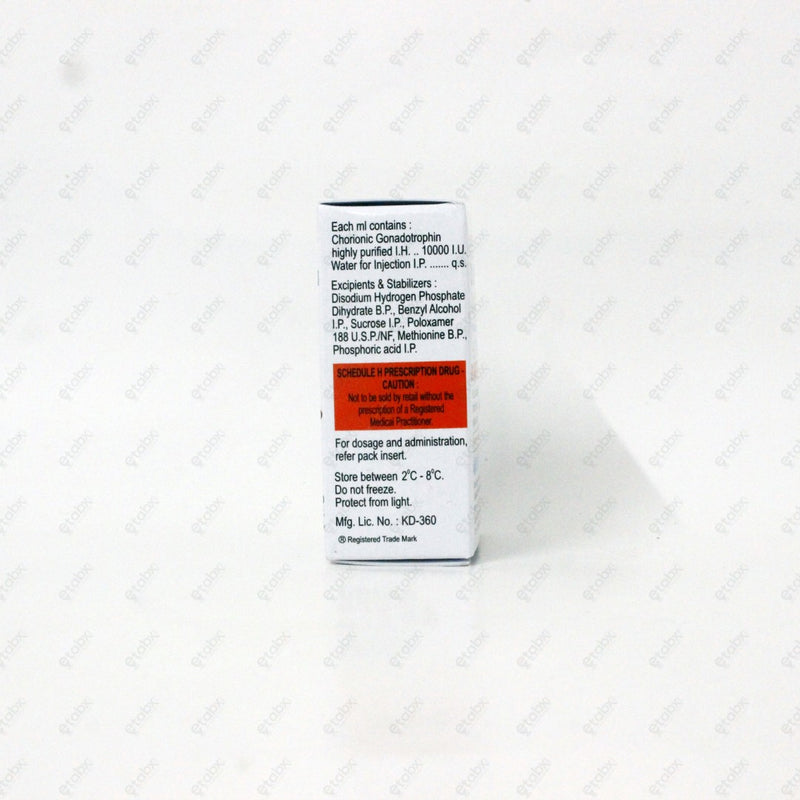 Each ml contains :
Chorionic Gonadotrophin
highly purified I.H. .. 10000 I.U.
Water for Injection I.P. ....... q.s.
Excipients & Stabilizers :
Disodium Hydrogen Phosphate
Dihydrate B.P., Benzyl Alcohol
I.P., Sucrose I.P., Poloxamer
188 U.S.P./NF, Methionine B.P.,
Phosphoric acid I.P.
SCHEDULE H PRESCRIPTION DRUG -
CAUTION :
Not to be sold by retail without the
prescription of a Registered
Medical Practitioner.
For dosage and administration,
refer pack insert.
Store between 2°C - 8°C.
Do not freeze.
Protect from light.
Mfg. Lic. No. : KD-360
® Registered Trade Mark
etabx